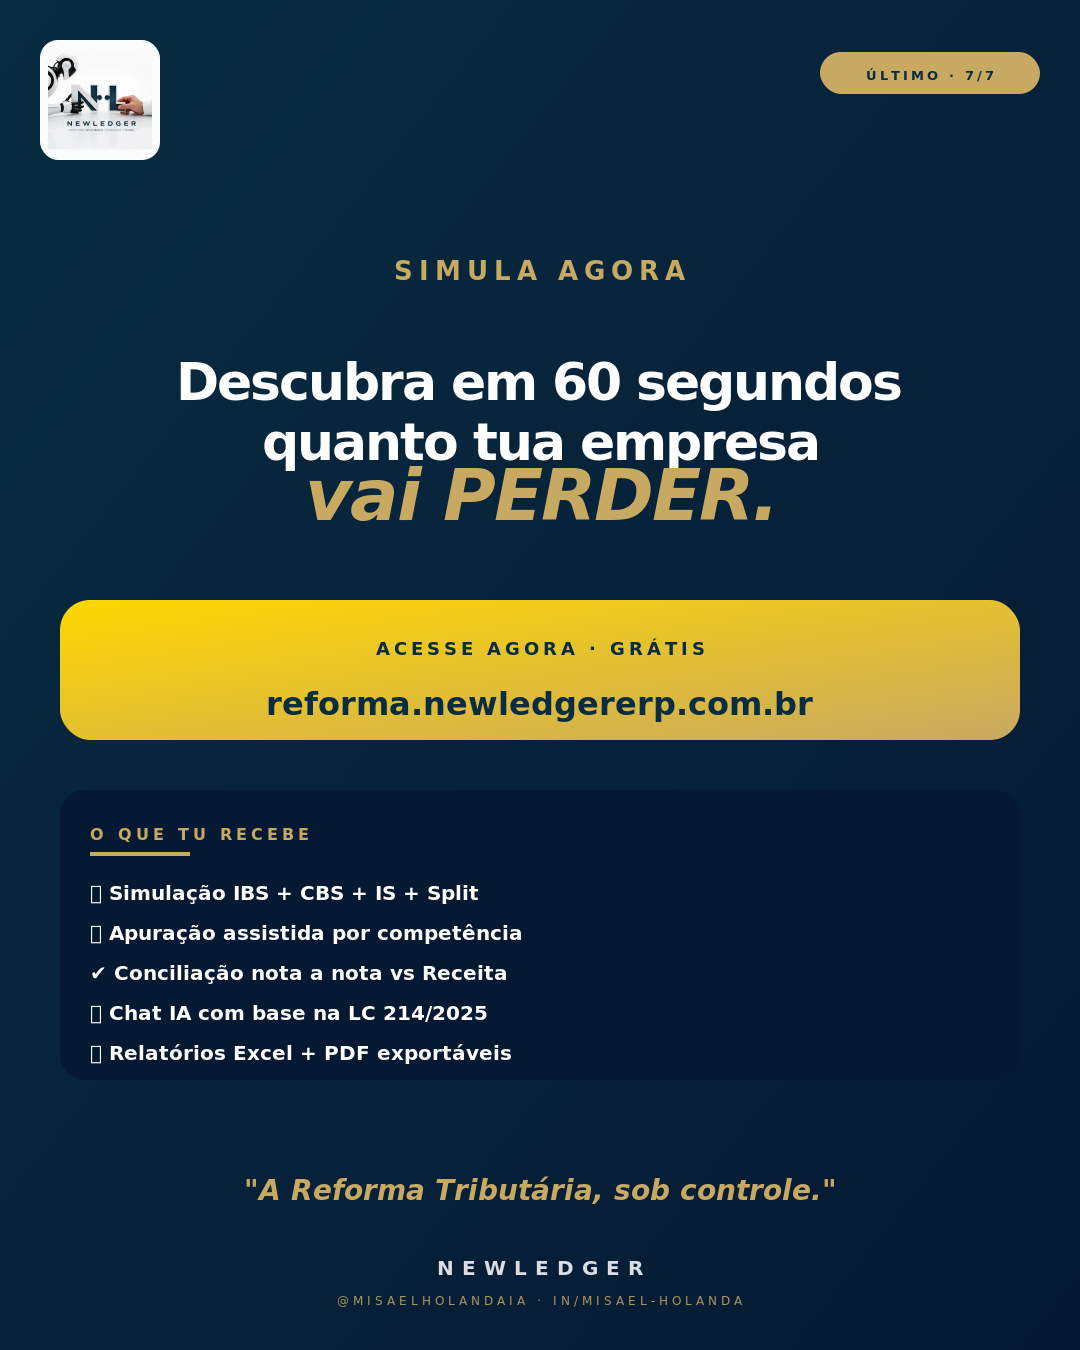 N·L
NEWLEDGER
ÚLTIMO · 7/7
SIMULA AGORA
Descubra em 60 segundos
quanto tua empresa
vai PERDER.
ACESSE AGORA · GRÁTIS
reforma.newledgererp.com.br
O QUE TU RECEBE
Simulação IBS + CBS + IS + Split
Apuração assistida por competência
✔ Conciliação nota a nota vs Receita
Chat IA com base na LC 214/2025
Relatórios Excel + PDF exportáveis
"A Reforma Tributária, sob controle."
NEWLEDGER
@MISAELHOLANDAIA · IN/MISAEL-HOLANDA